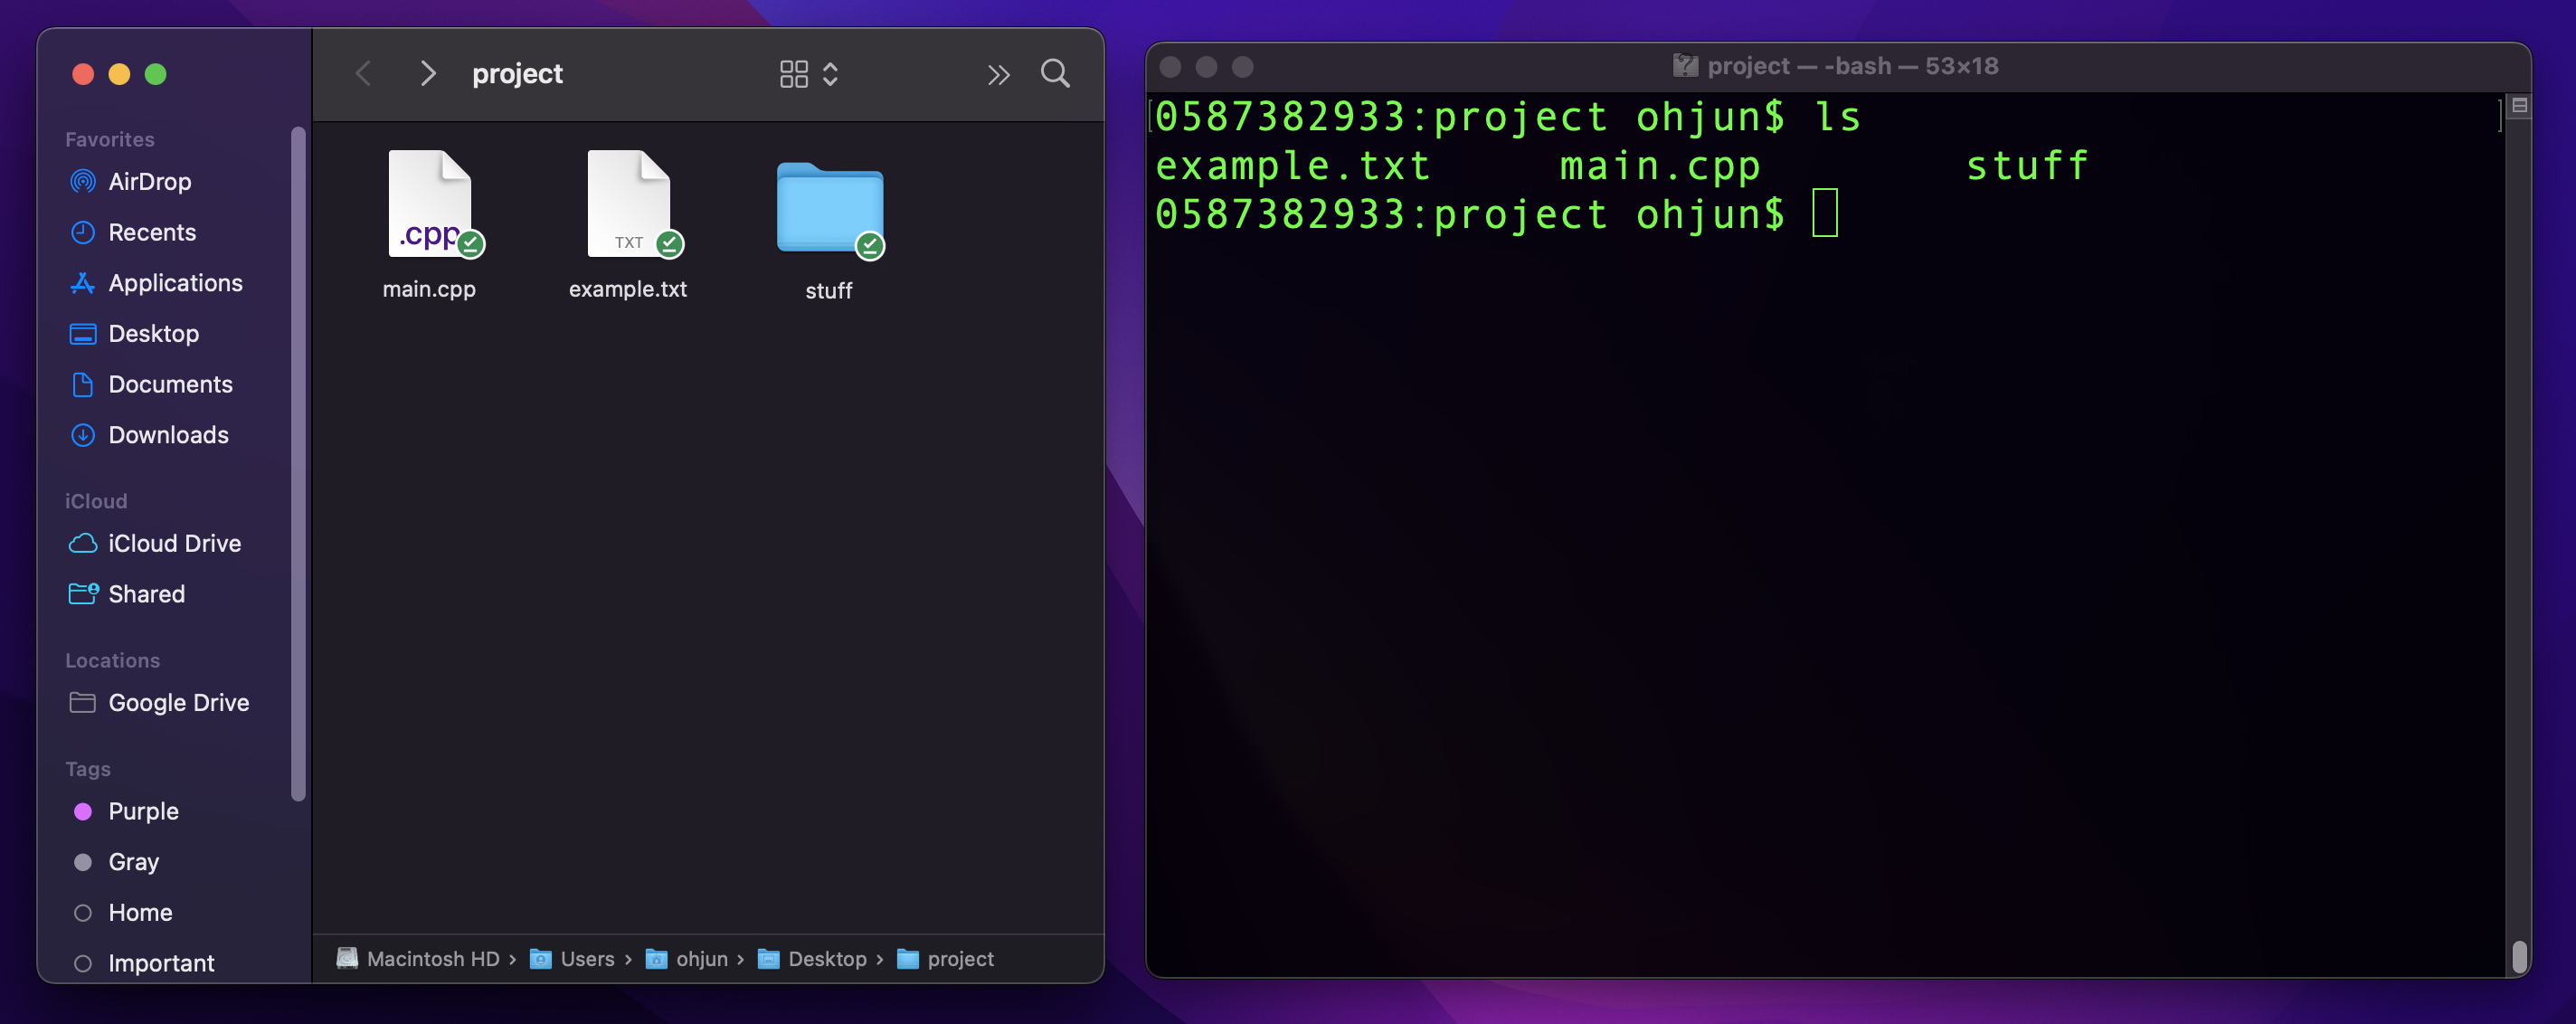 project
Favorites
AirDrop
Recents
Applications
Desktop
Documents
Downloads
iCloud
iCloud Drive
Shared
Locations
Google Drive
Tags
Purple
Gray
Home
Important
.cpp
main.cpp
TXT
example.txt
stuff
Macintosh HD › Users › ohjun › Desktop › project
project — -bash — 53×18
[0587382933:project ohjun$ ls ]
example.txt main.cpp stuff
0587382933:project ohjun$